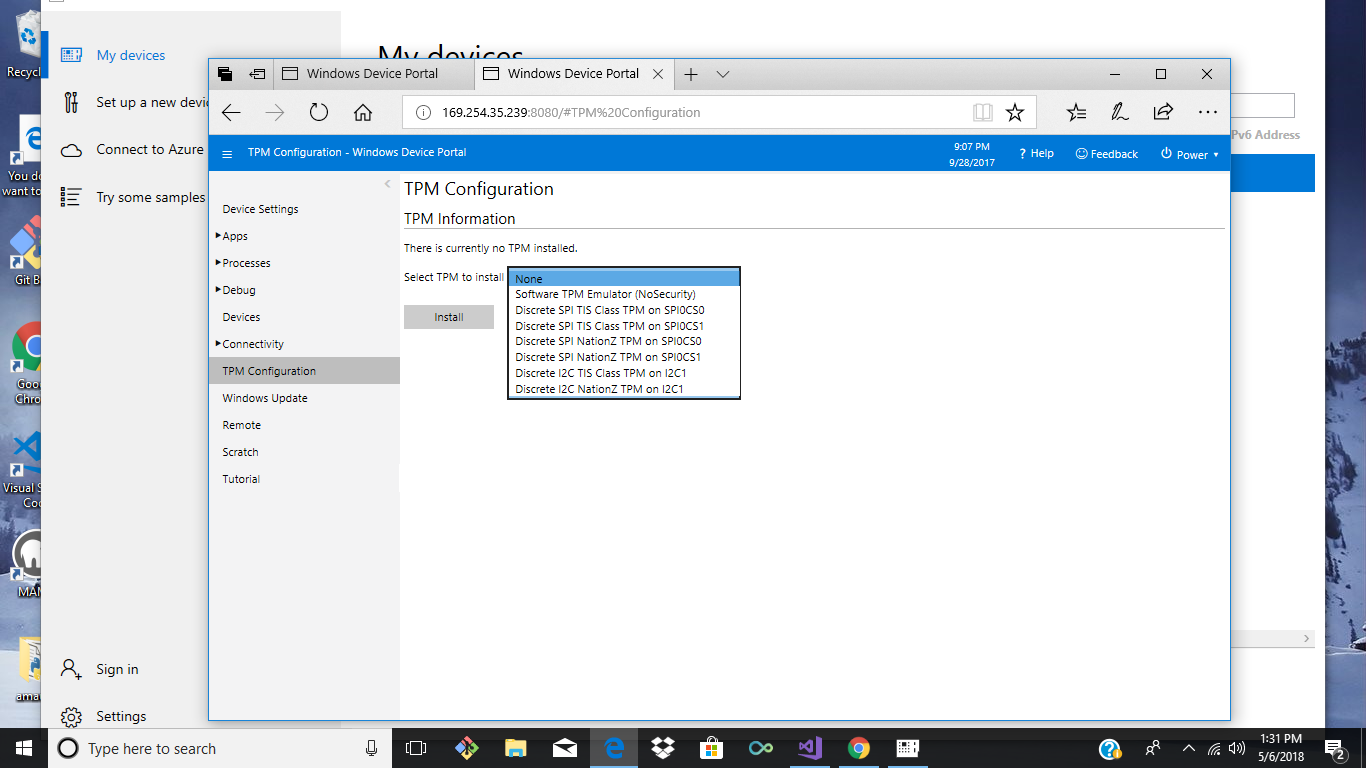 My devices
Set up a new devic
Connect to Azure
Try some samples
Sign in
Settings
My devices
Pv6 Address
Recycl
You do
want to
Git B
Goo
Chro
Visual S
Co
MAN
ama
Windows Device Portal
Windows Device Portal
169.254.35.239:8080/#TPM%20Configuration
TPM Configuration - Windows Device Portal
9:07 PM
9/28/2017
? Help
Feedback
Power
Device Settings
Apps
Processes
Debug
Devices
Connectivity
TPM Configuration
Windows Update
Remote
Scratch
Tutorial
TPM Configuration
TPM Information
There is currently no TPM installed.
Select TPM to install
None
Software TPM Emulator (NoSecurity)
Discrete SPI TIS Class TPM on SPI0CS0
Discrete SPI TIS Class TPM on SPI0CS1
Discrete SPI NationZ TPM on SPI0CS0
Discrete SPI NationZ TPM on SPI0CS1
Discrete I2C TIS Class TPM on I2C1
Discrete I2C NationZ TPM on I2C1
Install
Type here to search
1:31 PM
5/6/2018
2